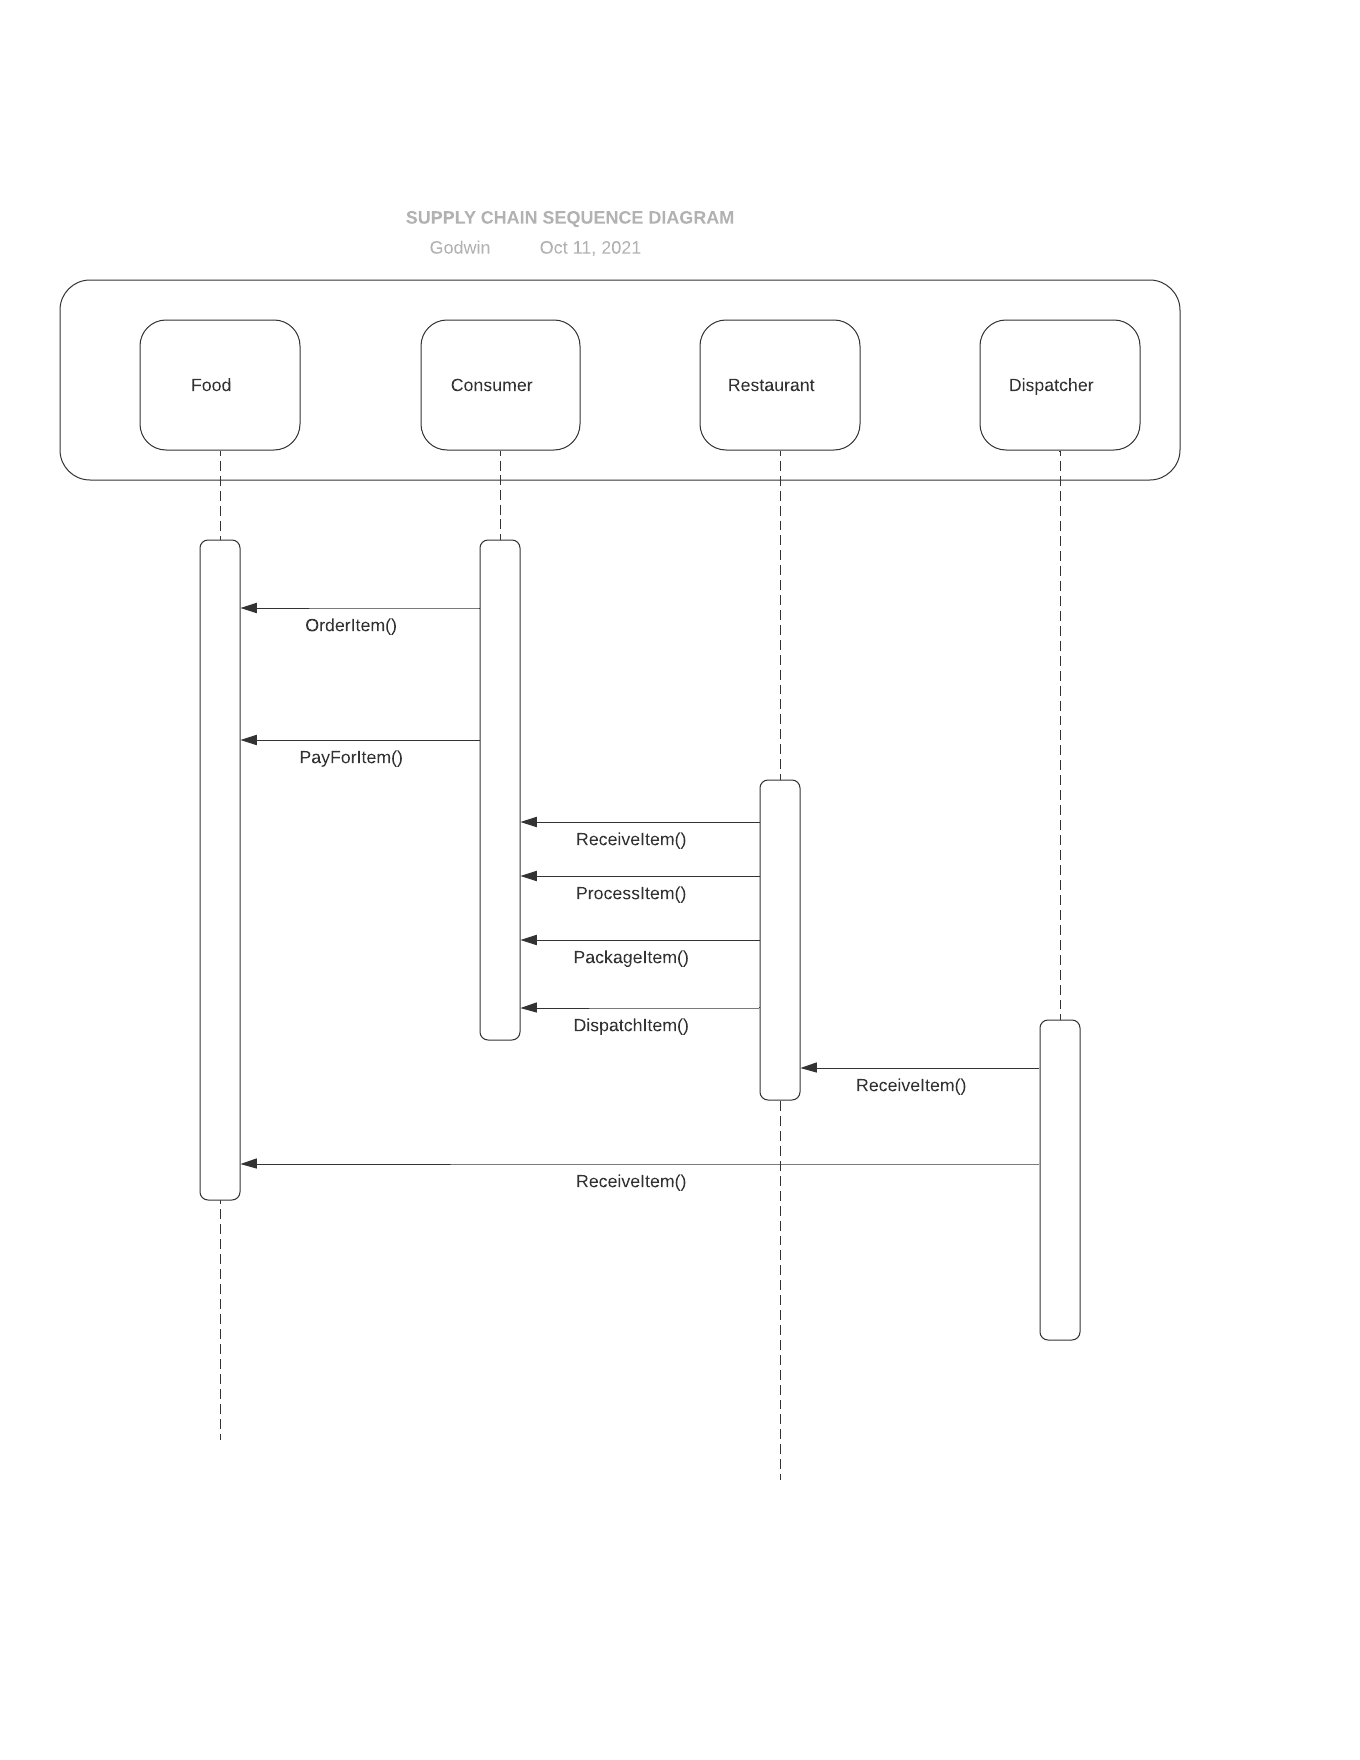 SUPPLY CHAIN SEQUENCE DIAGRAM
Godwin Oct 11, 2021
Food
Consumer
Restaurant
Dispatcher
OrderItem()
PayForItem()
ReceiveItem()
ProcessItem()
PackageItem()
DispatchItem()
ReceiveItem()
ReceiveItem()